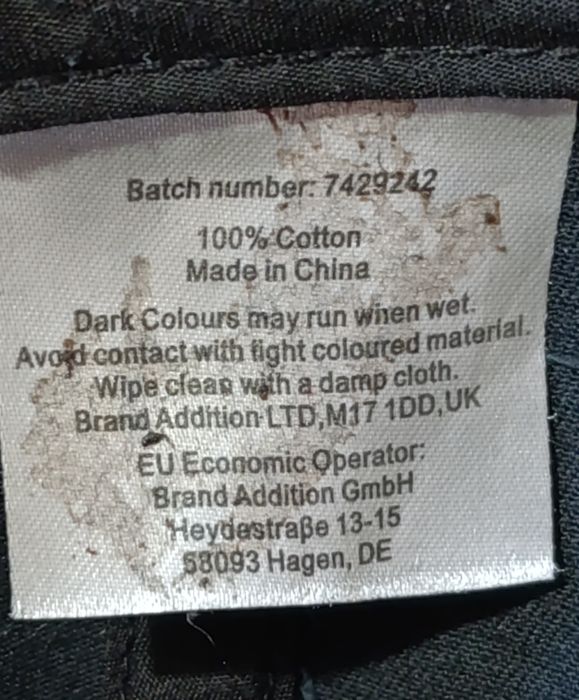 Batch number: 7429242
100% Cotton
Made in China
Dark Colours may run when wet.
Avoid contact with light coloured material.
Wipe clean with a damp cloth.
Brand Addition LTD,M17 1DD,UK
EU Economic Operator:
Brand Addition GmbH
Heydastraße 13-15
58093 Hagen, DE